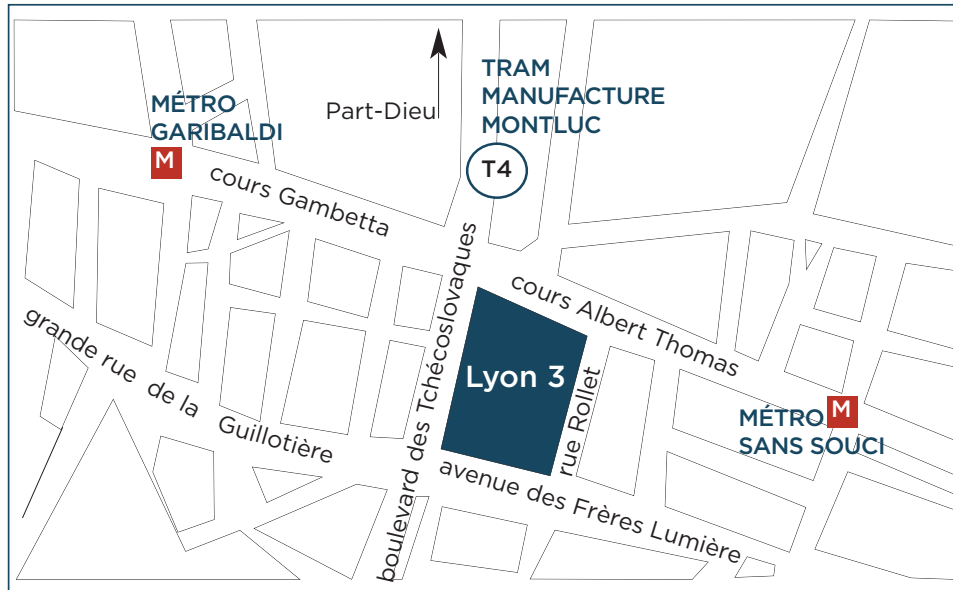 TRAM
MANUFACTURE
MONTLUC
T4
Part-Dieu
MÉTRO
GARIBALDI
M
cours Gambetta
boulevard des Tchécoslovaques
cours Albert Thomas
grande rue de la Guillotière
Lyon 3
rue Rollet
M
MÉTRO
SANS SOUCI
avenue des Frères Lumière